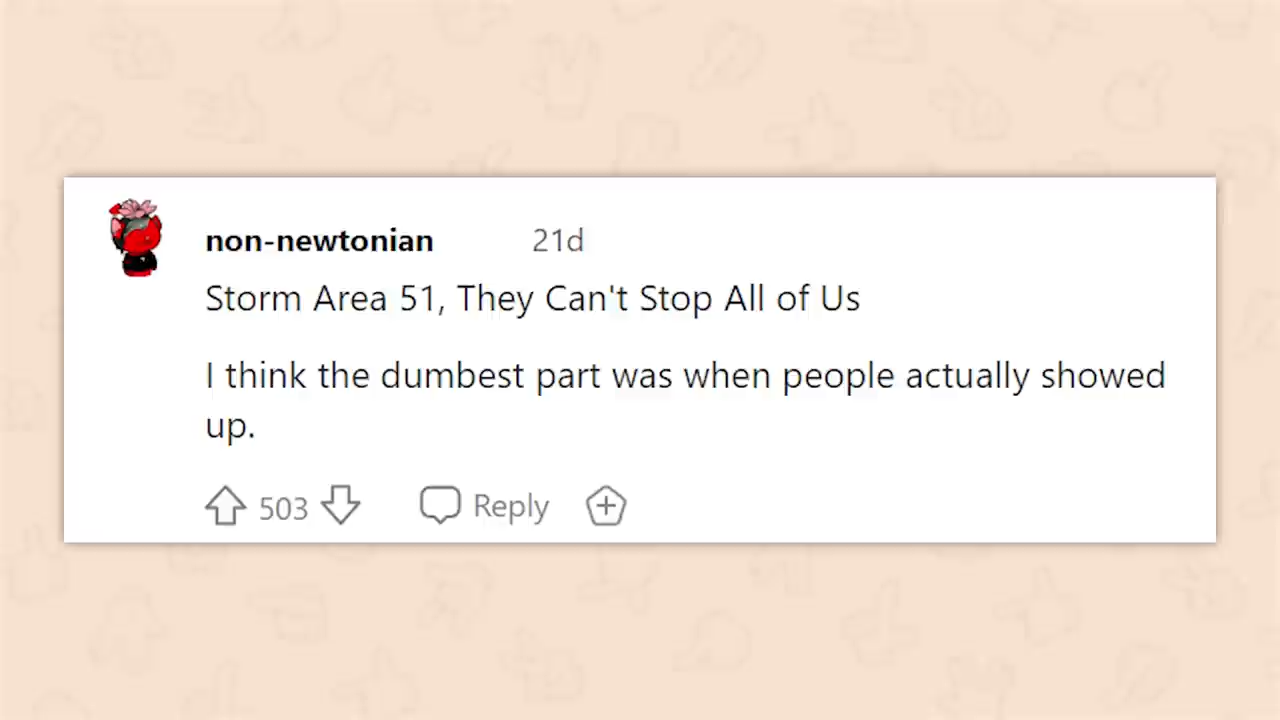 non-newtonian 21d
Storm Area 51, They Can't Stop All of Us
I think the dumbest part was when people actually showed
up.
503 Reply